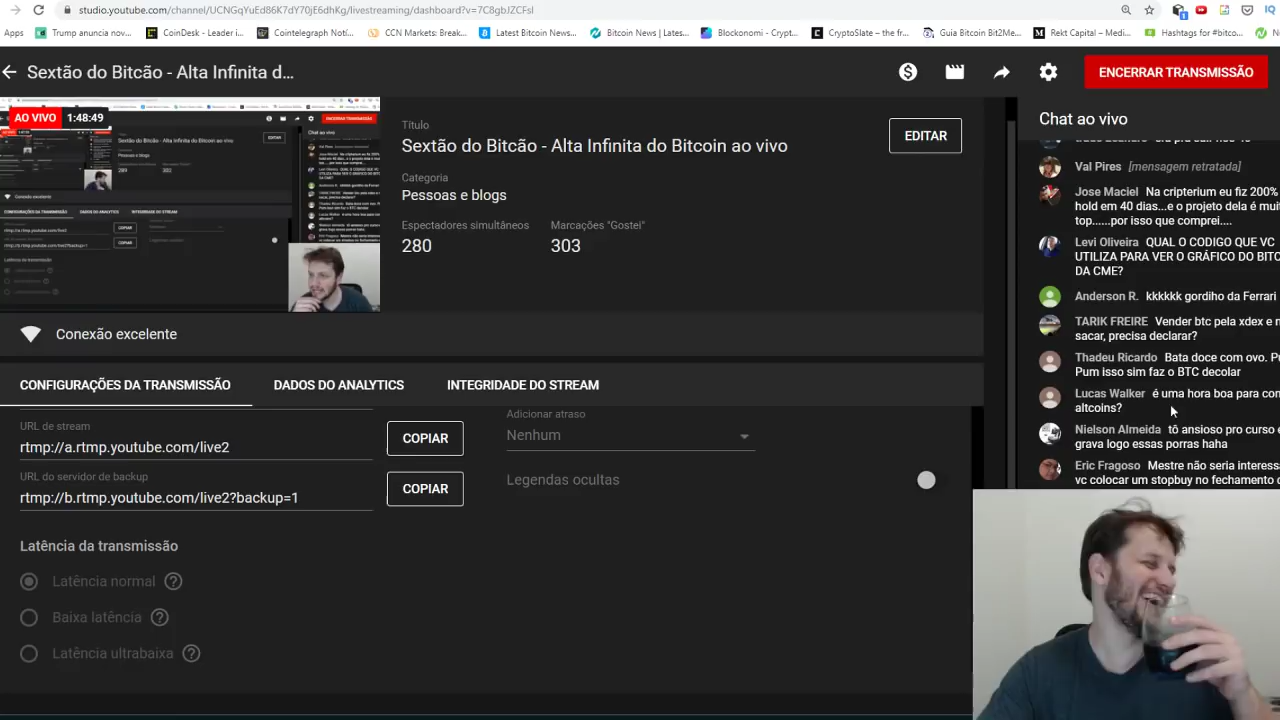 studio.youtube.com/channel/UCNGqYuEd86K7dY70jE6dhKg/livestreaming/dashboard?v=7C8gbJZCFsI
Apps
Trump anuncia nov...
CoinDesk - Leader i...
Cointelegraph Notí...
CCN Markets: Break...
Latest Bitcoin News...
Bitcoin News | Lates...
Blockonomi - Crypt...
CryptoSlate – the fr...
Guia Bitcoin Bit2Me...
Rekt Capital – Medi...
Hashtags for #bitco...
Sextão do Bitcão - Alta Infinita d...
ENCERRAR TRANSMISSÃO
AO VIVO 1:48:49
Título
Sextão do Bitcão - Alta Infinita do Bitcoin ao vivo
EDITAR
Categoria
Pessoas e blogs
Espectadores simultâneos
Marcações "Gostei"
280
303
Conexão excelente
CONFIGURAÇÕES DA TRANSMISSÃO
DADOS DO ANALYTICS
INTEGRIDADE DO STREAM
URL de stream
rtmp://a.rtmp.youtube.com/live2
COPIAR
Adicionar atraso
Nenhum
URL do servidor de backup
rtmp://b.rtmp.youtube.com/live2?backup=1
COPIAR
Legendas ocultas
Latência da transmissão
Latência normal
Baixa latência
Latência ultrabaixa
Chat ao vivo
Val Pires [mensagem retratada]
Jose Maciel Na cripterium eu fiz 200%
hold em 40 dias...e o projeto dela é muit
top......por isso que comprei....
Levi Oliveira QUAL O CODIGO QUE VC
UTILIZA PARA VER O GRÁFICO DO BITC
DA CME?
Anderson R. kkkkkk gordiho da Ferrari
TARIK FREIRE Vender btc pela xdex e n
sacar, precisa declarar?
Thadeu Ricardo Bata doce com ovo. Pu
Pum isso sim faz o BTC decolar
Lucas Walker é uma hora boa para com
altcoins?
Nielson Almeida tô ansioso pro curso e
grava logo essas porras haha
Eric Fragoso Mestre não seria interess
vc colocar um stopbuy no fechamento d